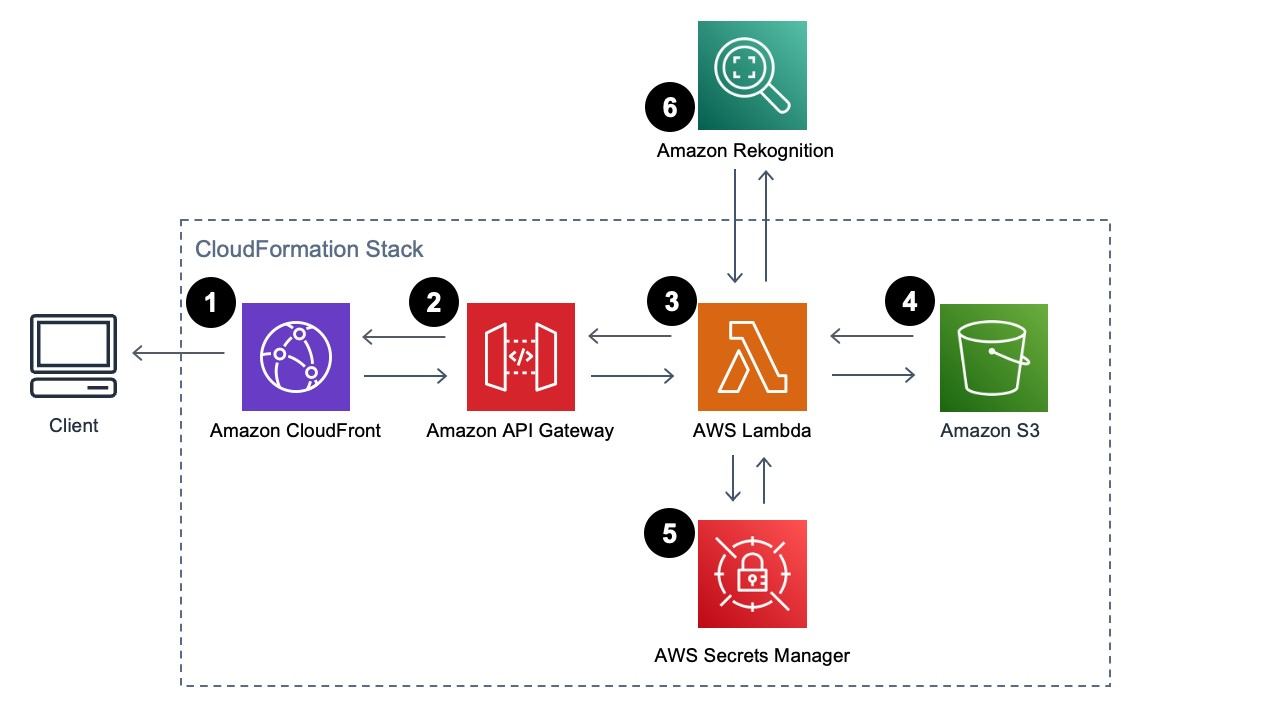 6
Amazon Rekognition
CloudFormation Stack
1
2
3
4
</>
Client
Amazon CloudFront
Amazon API Gateway
AWS Lambda
Amazon S3
5
AWS Secrets Manager